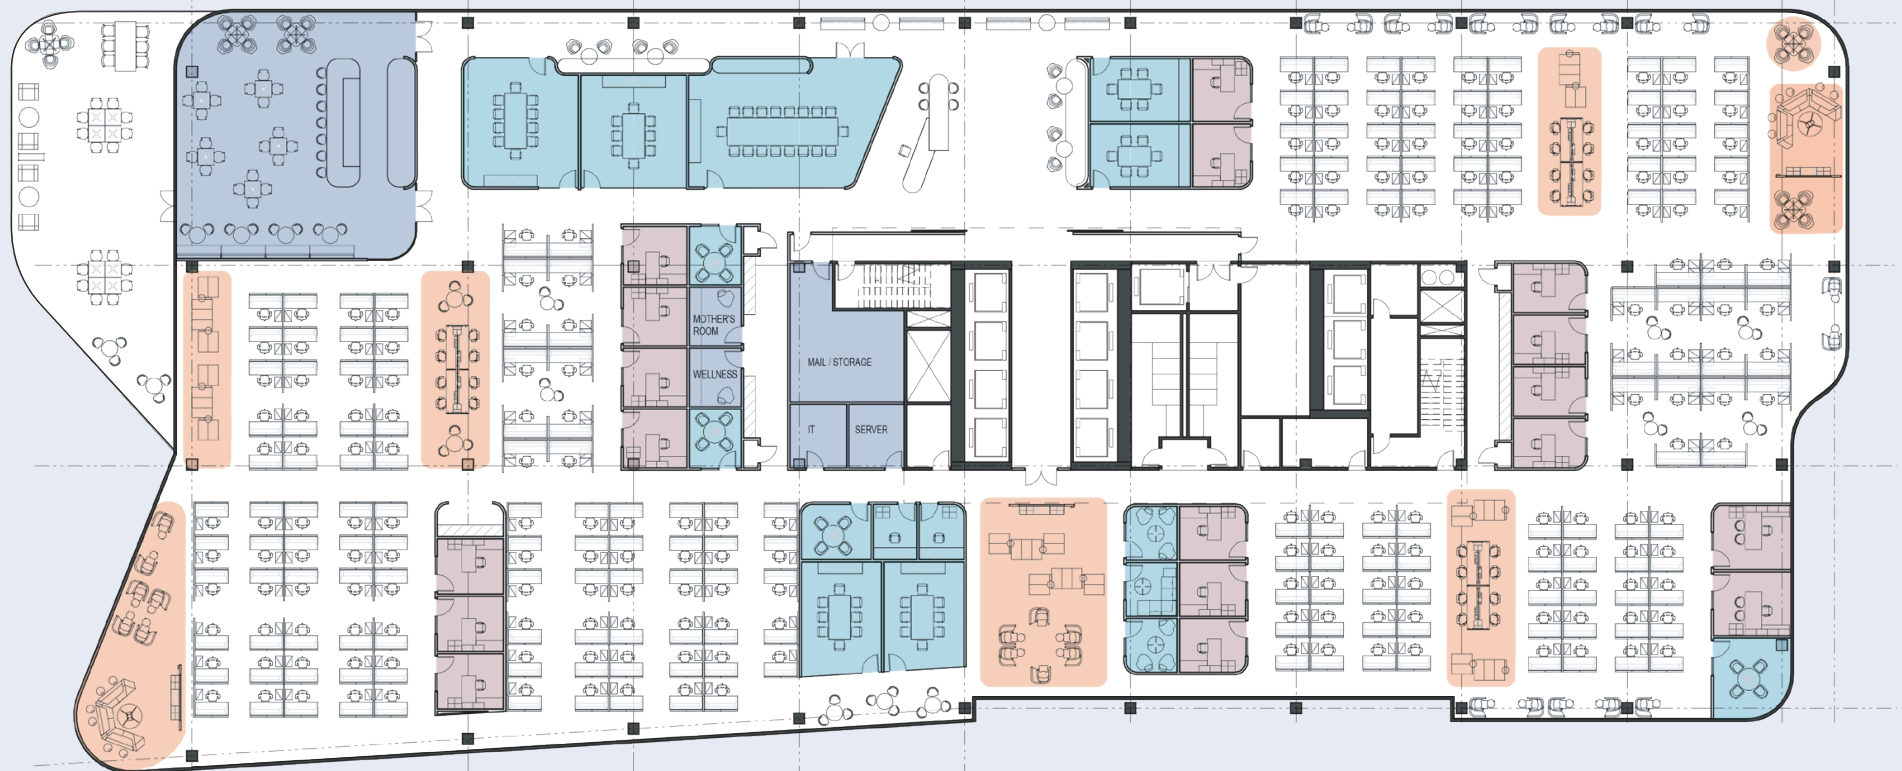 MOTHER'S
ROOM
WELLNESS
MAIL / STORAGE
IT
SERVER